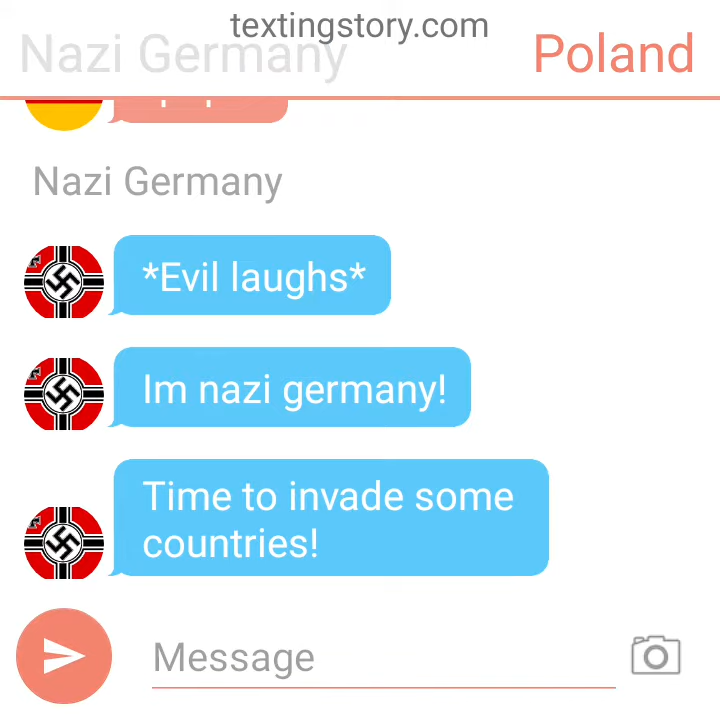 textingstory.com
Nazi Germany
Poland
Nazi Germany
*Evil laughs*
Im nazi germany!
Time to invade some
countries!
Message